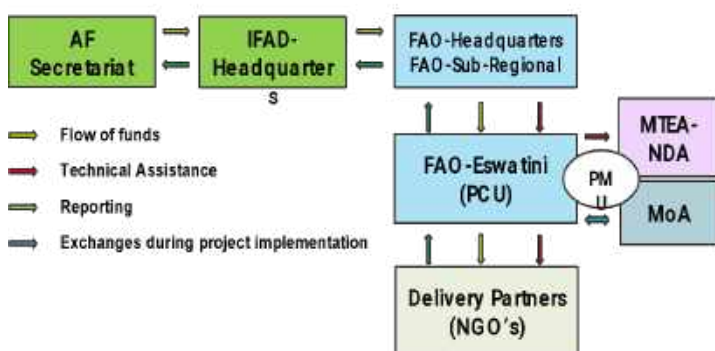 AF
Secretariat
IFAD-
Headquarter
s
FAO-Headquarters
FAO-Sub-Regional
Flow of funds
Technical Assistance
Reporting
Exchanges during project implementation
FAO-Eswatini
(PCU)
PM
U
MTEA-
NDA
MoA
Delivery Partners
(NGO's)